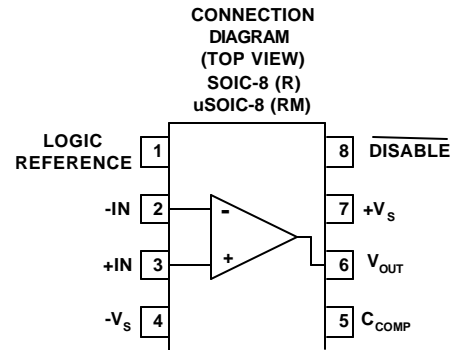 CONNECTION
DIAGRAM
(TOP VIEW)
SOIC-8 (R)
uSOIC-8 (RM)
LOGIC
REFERENCE
1
8
DISABLE
-IN
2
-
7
+VS
+IN
3
+
6
VOUT
-VS
4
5
CCOMP